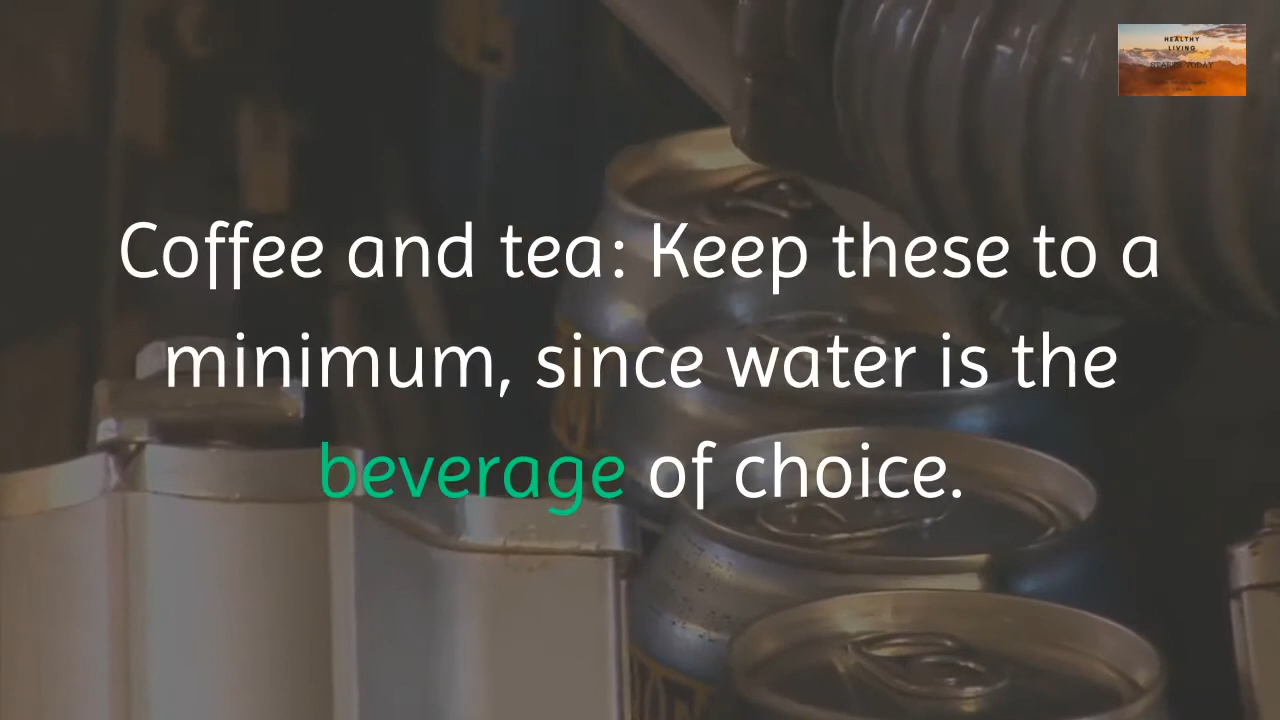 HEALTHY
LIVING
STARTS TODAY
Coffee and tea: Keep these to a
minimum, since water is the
beverage of choice.